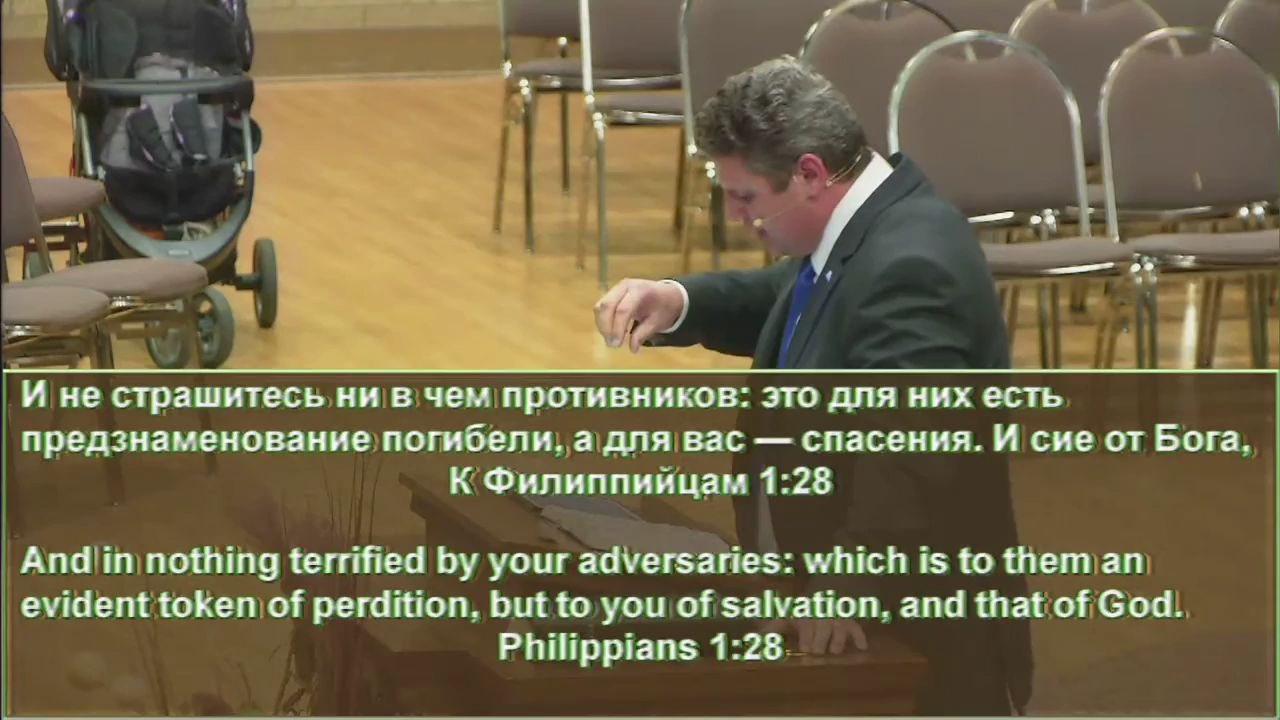 И не страшитесь ни в чем противников: это для них есть
предзнаменование погибели, а для вас — спасения. И сие от Бога,
К Филиппийцам 1:28
And in nothing terrified by your adversaries: which is to them an
evident token of perdition, but to you of salvation, and that of God.
Philippians 1:28